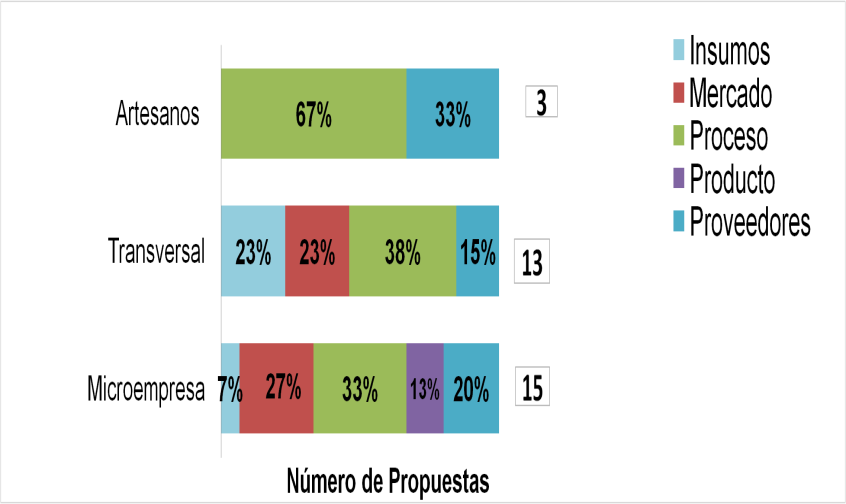 Insumos
Mercado
Proceso
Producto
Proveedores
Artesanos 67% 33% 3
Transversal 23% 23% 38% 15% 13
Microempresa 7% 27% 33% 13% 20% 15
Número de Propuestas